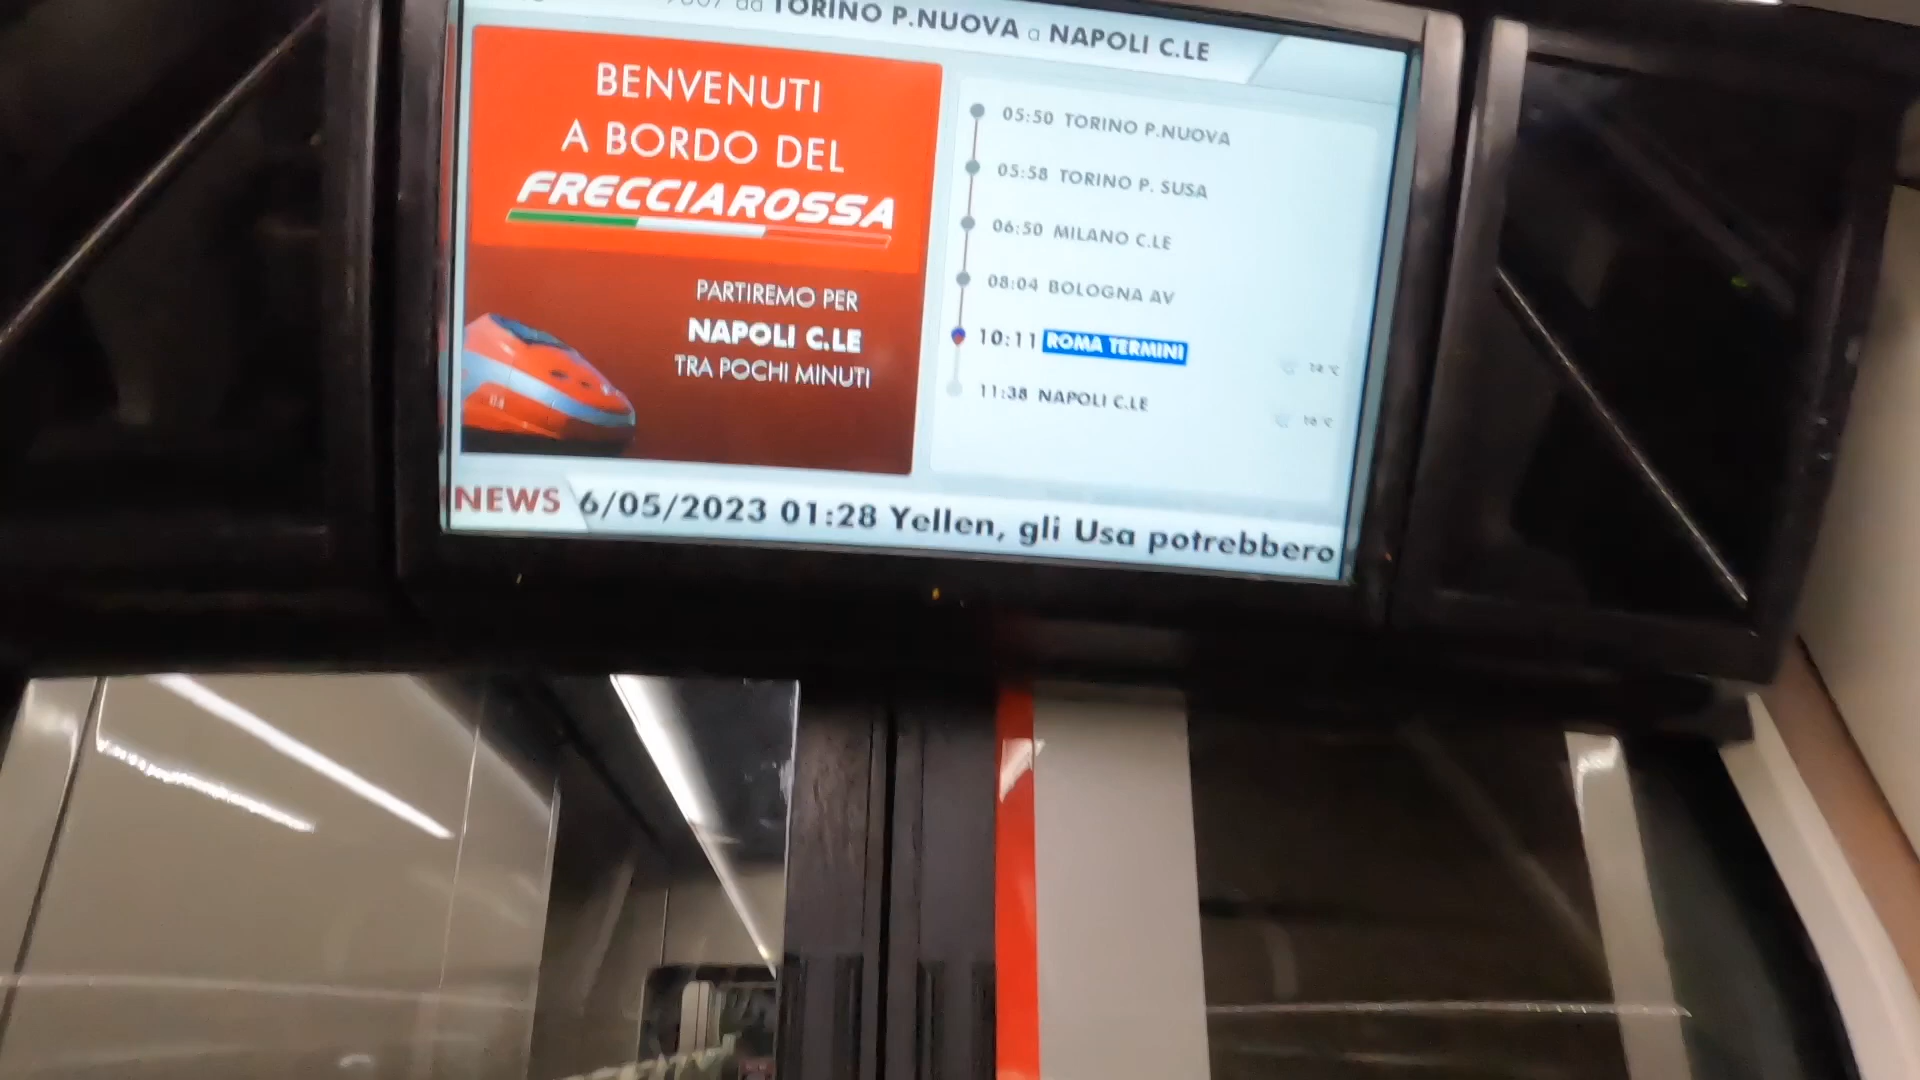 da TORINO P.NUOVA a NAPOLI C.LE
BENVENUTI
A BORDO DEL
FRECCIAROSSA
PARTIREMO PER
NAPOLI C.LE
TRA POCHI MINUTI
05:50 TORINO P.NUOVA
05:58 TORINO P. SUSA
06:50 MILANO C.LE
08:04 BOLOGNA AV
10:11 ROMA TERMINI
11:38 NAPOLI C.LE
NEWS 6/05/2023 01:28 Yellen, gli Usa potrebbero